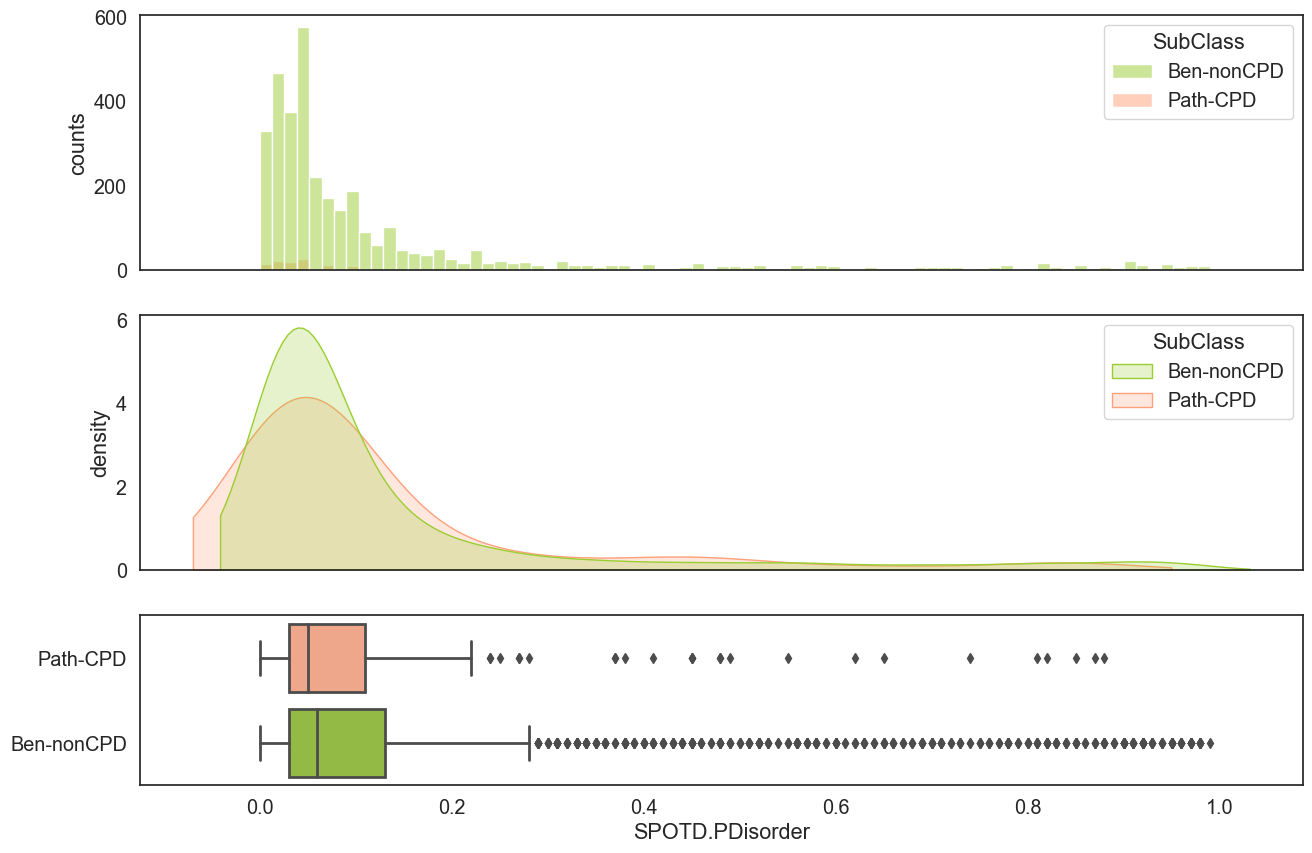 600
400
200
0
counts
SubClass
Ben-nonCPD
Path-CPD
6
4
2
0
density
SubClass
Ben-nonCPD
Path-CPD
Path-CPD
Ben-nonCPD
0.0 0.2 0.4 0.6 0.8 1.0
SPOTD.PDisorder